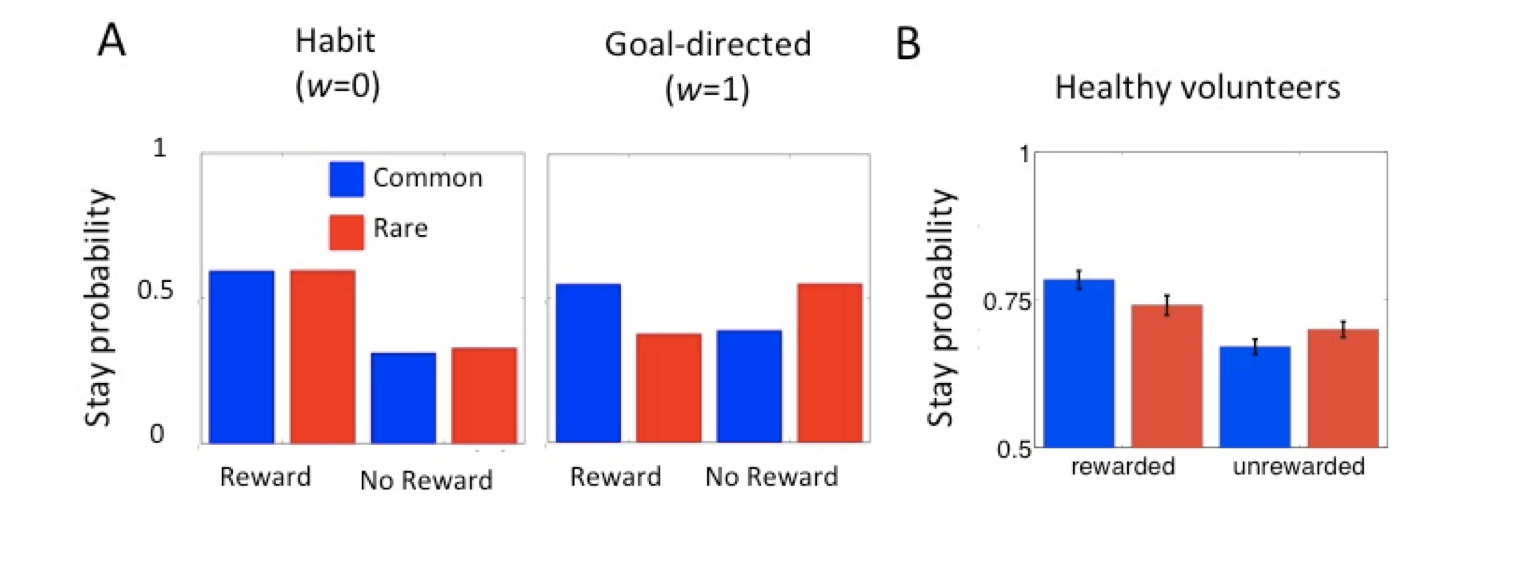 A
Habit
(w=0)
Goal-directed
(w=1)
B
Healthy volunteers
Stay probability
1
0.5
0
Common
Rare
Reward
No Reward
Reward
No Reward
Stay probability
1
0.75
0.5
rewarded
unrewarded